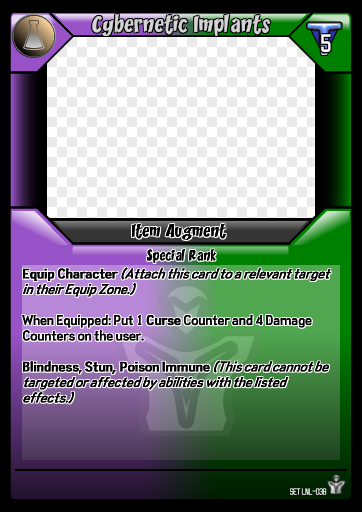 Cybernetic Implants
5
Item Augment
Special Rank
Equip Character (Attach this card to a relevant target
in their Equip Zone.)
When Equipped: Put 1 Curse Counter and 4 Damage
Counters on the user.
Blindness, Stun, Poison Immune (This card cannot be
targeted or affected by abilities with the listed
effects.)
SET LNL-038